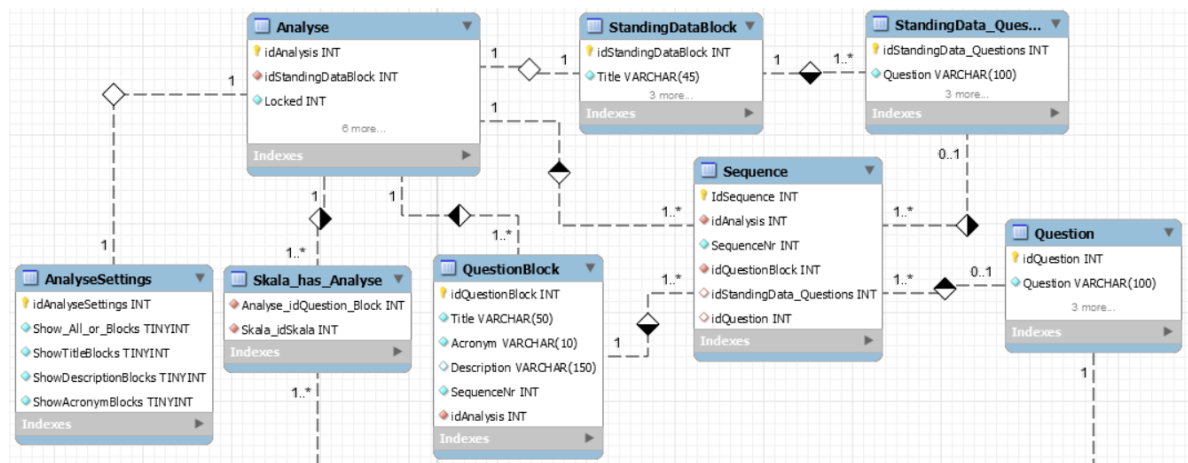 Analyse
idAnalysis INT
idStandingDataBlock INT
Locked INT
6 more...
Indexes
StandingDataBlock
idStandingDataBlock INT
Title VARCHAR(45)
3 more...
Indexes
StandingData_Ques...
idStandingData_Questions INT
Question VARCHAR(100)
3 more...
Indexes
1
1
1
1..*
1
1
1
1
1
0..1
1..*
1..*
1..*
1..*
1..*
0..1
1
1
1..*
1
AnalyseSettings
idAnalyseSettings INT
Show_All_or_Blocks TINYINT
ShowTitleBlocks TINYINT
ShowDescriptionBlocks TINYINT
ShowAcronymBlocks TINYINT
Indexes
Skala_has_Analyse
Analyse_idQuestion_Block INT
Skala_idSkala INT
Indexes
QuestionBlock
idQuestionBlock INT
Title VARCHAR(50)
Acronym VARCHAR(10)
Description VARCHAR(150)
SequenceNr INT
idAnalysis INT
Indexes
Sequence
IdSequence INT
idAnalysis INT
SequenceNr INT
idQuestionBlock INT
idStandingData_Questions INT
idQuestion INT
Indexes
Question
idQuestion INT
Question VARCHAR(100)
3 more...
Indexes